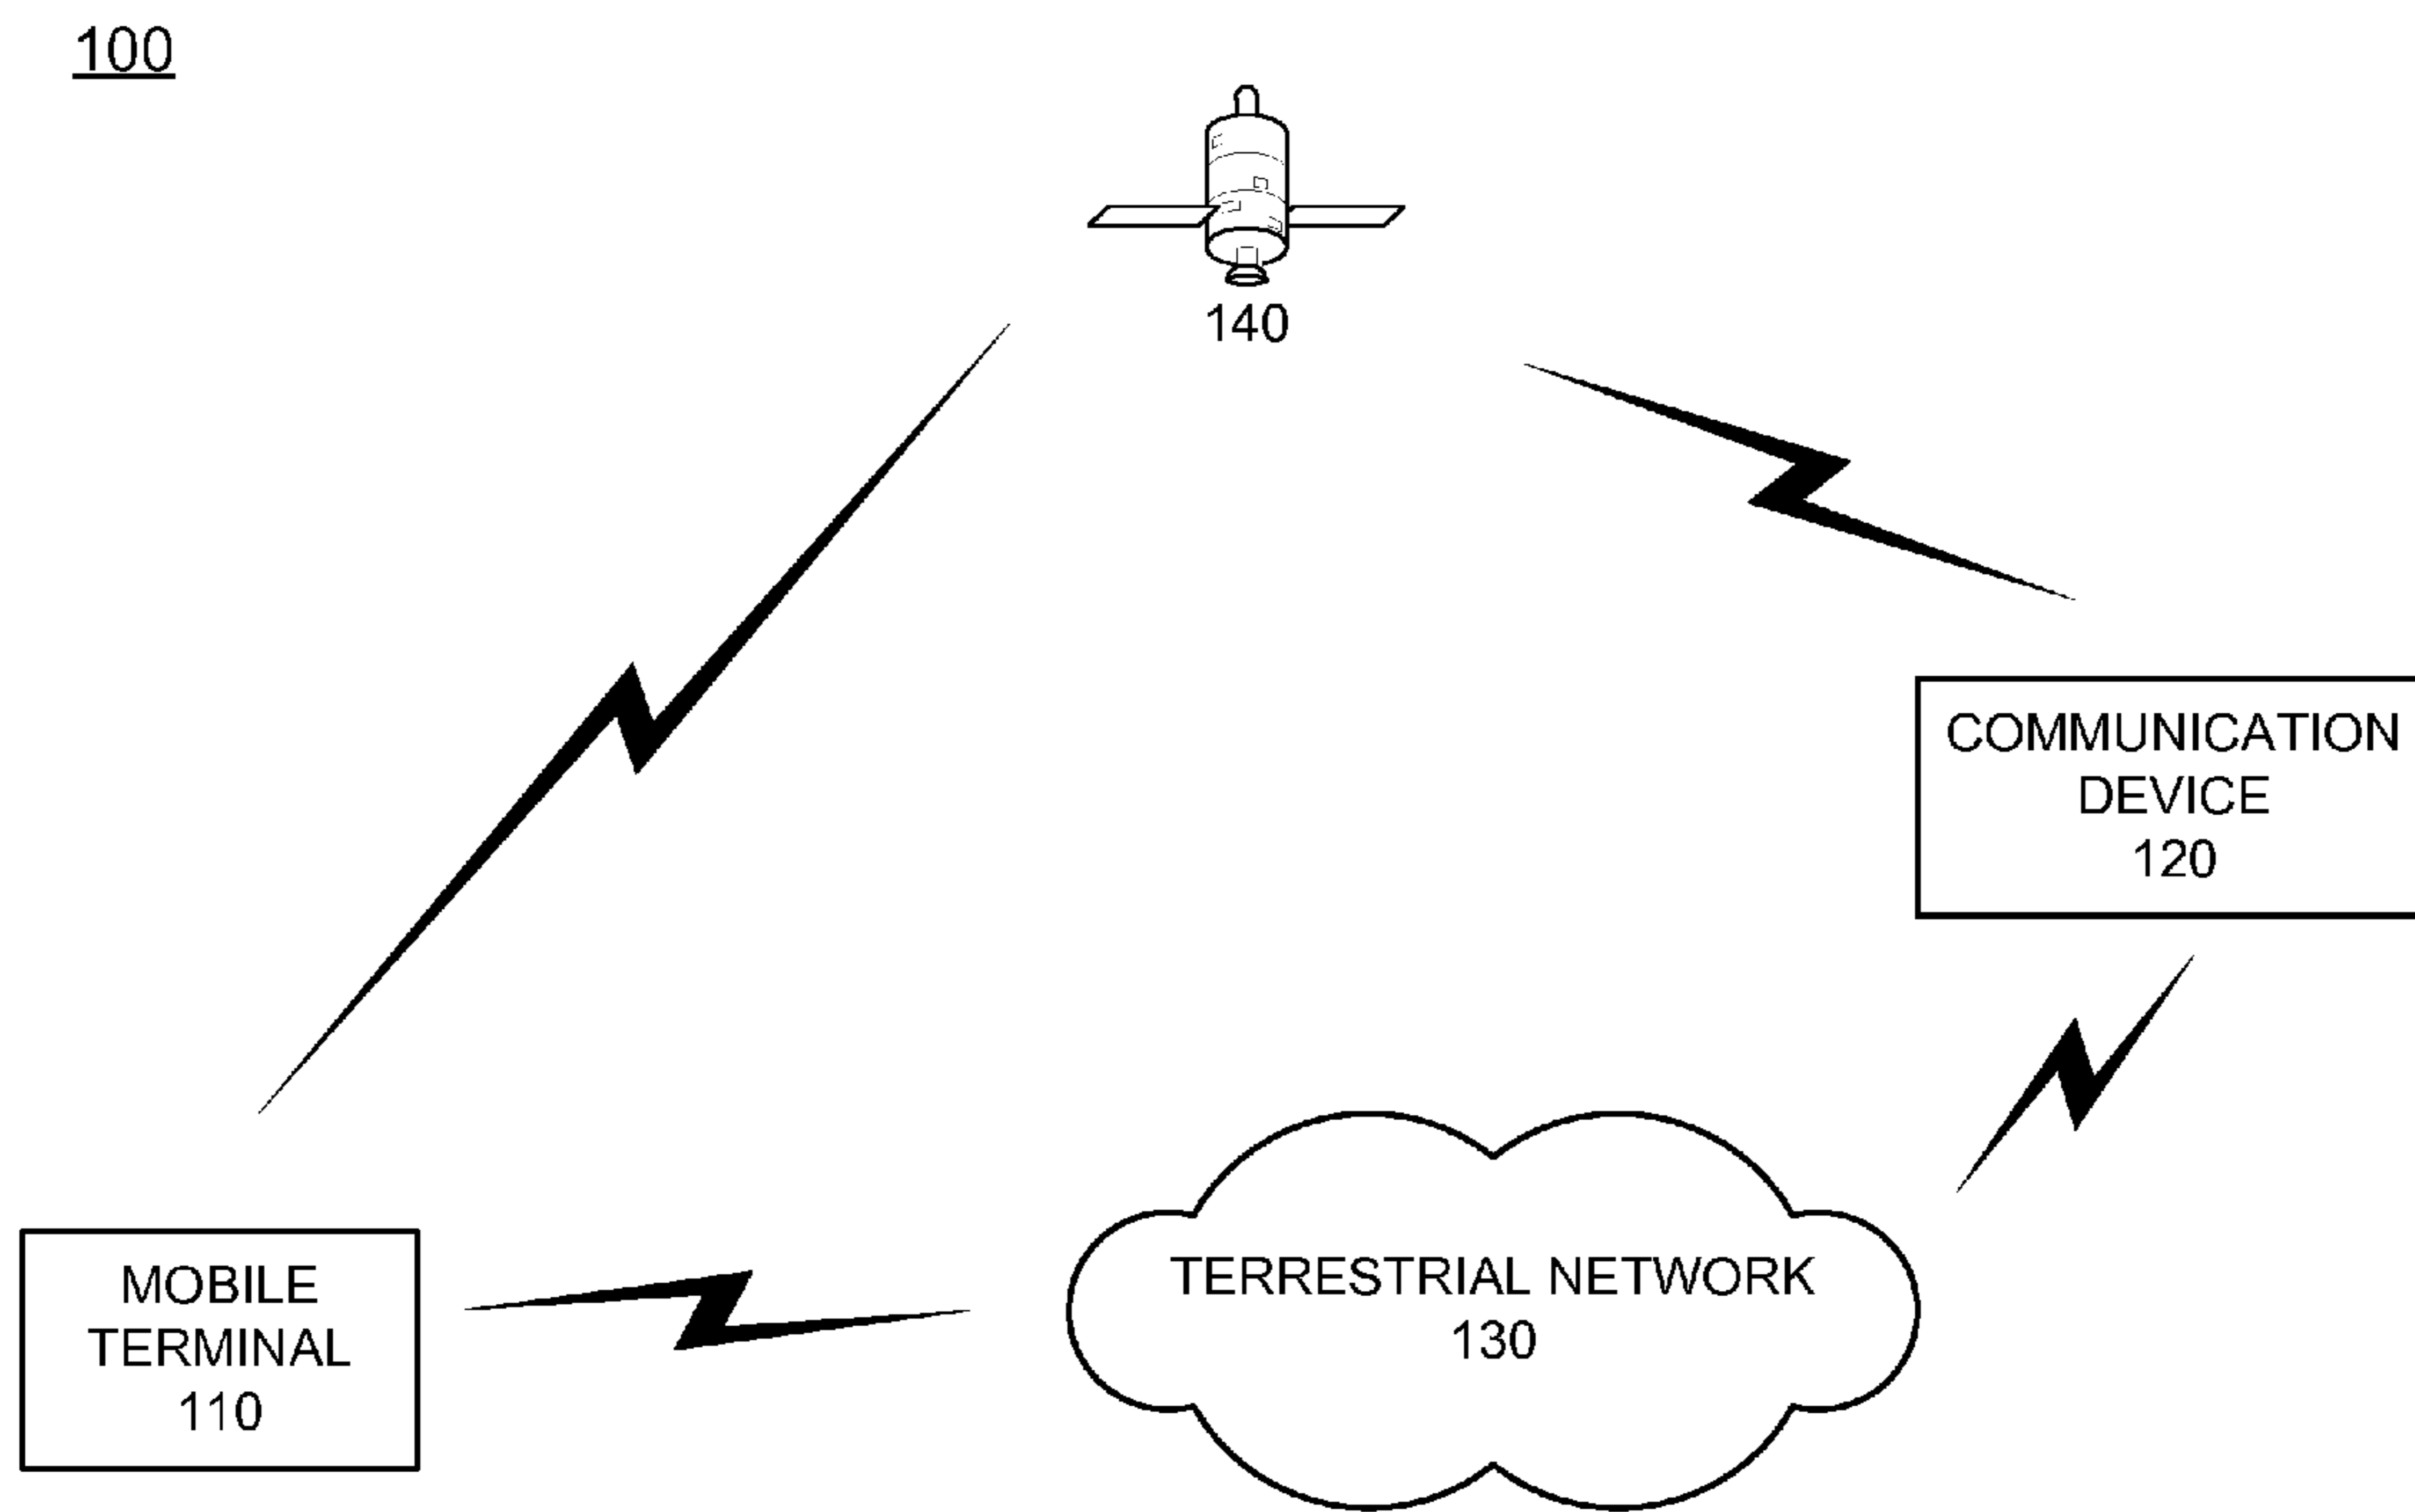 100
140
COMMUNICATION
DEVICE
120
TERRESTRIAL NETWORK
130
MOBILE
TERMINAL
110